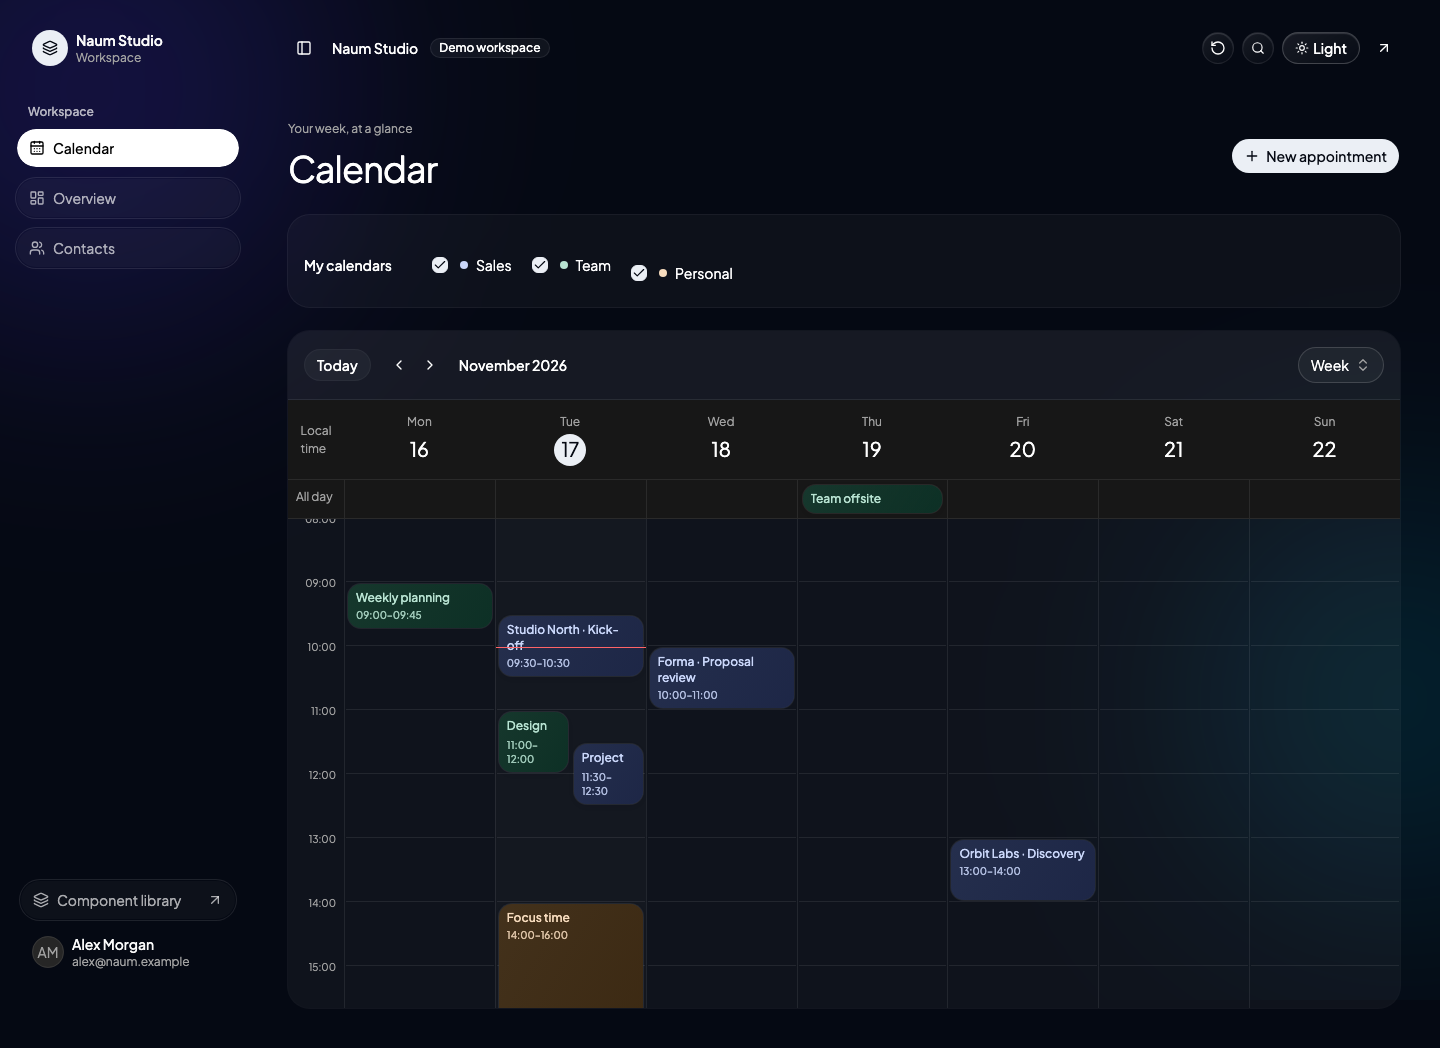 Naum Studio
Workspace
Naum Studio
Demo workspace
Light
Workspace
Calendar
Overview
Contacts
Component library
AM
Alex Morgan
alex@naum.example
Your week, at a glance
Calendar
New appointment
My calendars
Sales
Team
Personal
Today
November 2026
Week
Local
time
Mon
16
Tue
17
Wed
18
Thu
19
Fri
20
Sat
21
Sun
22
All day
Team offsite
08:00
09:00
10:00
11:00
12:00
13:00
14:00
15:00
Weekly planning
09:00–09:45
Studio North · Kick-
off
09:30–10:30
Design
11:00–
12:00
Project
11:30–
12:30
Focus time
14:00–16:00
Forma · Proposal
review
10:00–11:00
Orbit Labs · Discovery
13:00–14:00